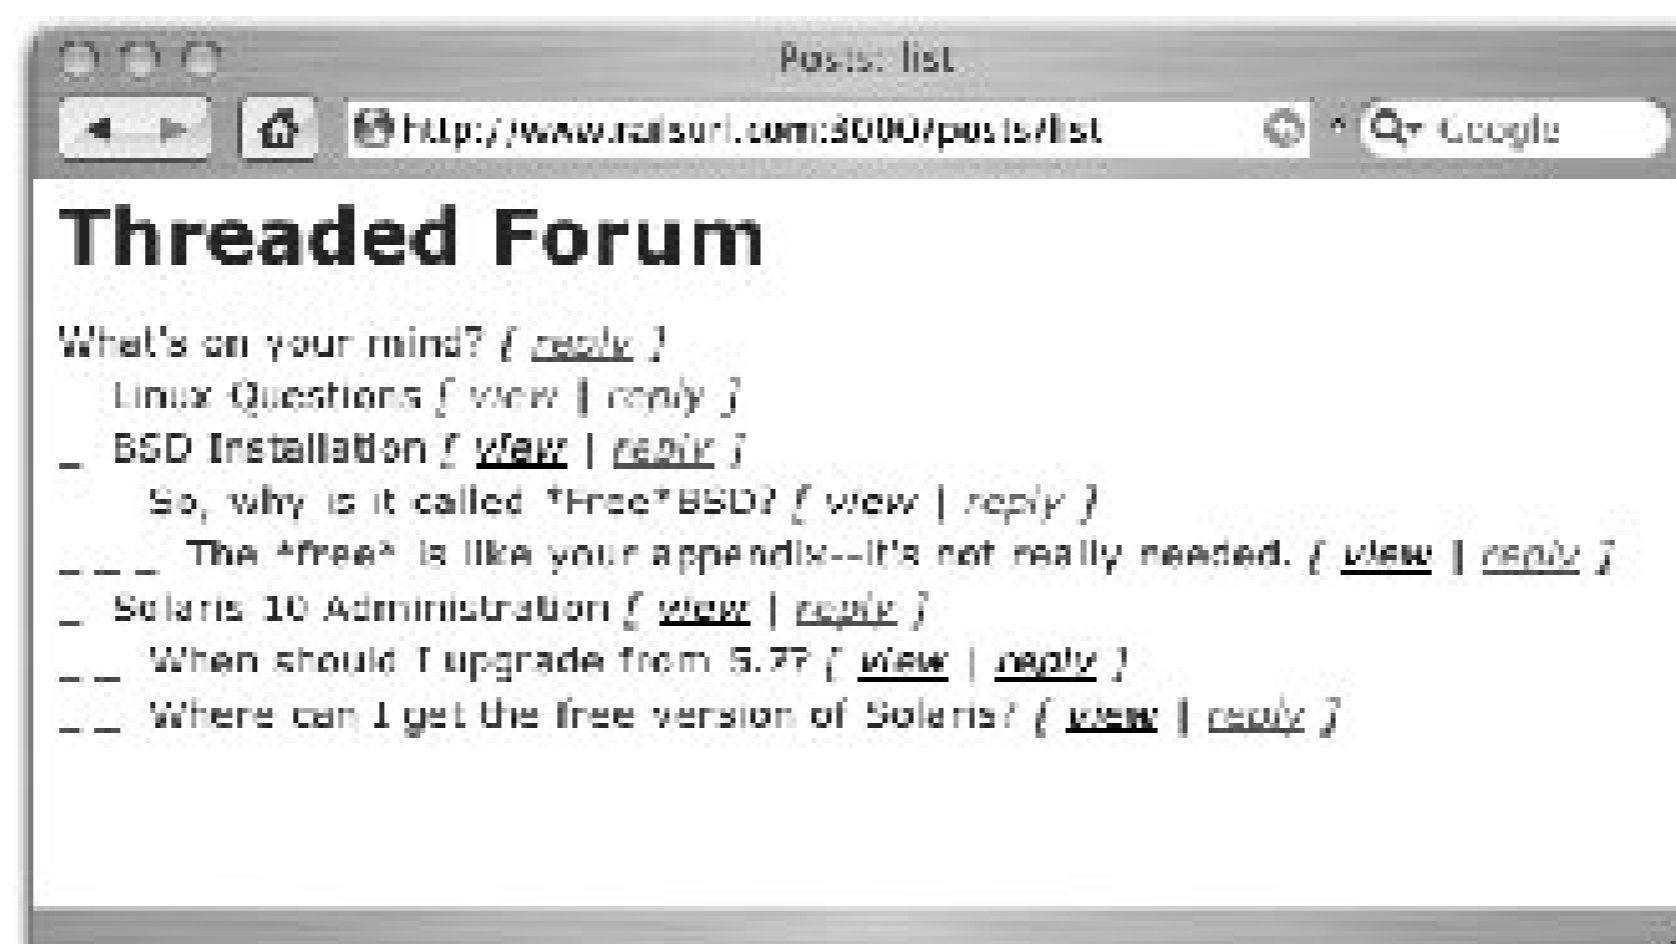 Posts: list
http://www.railsurl.com:3000/posts/list
Google
Threaded Forum
What's on your mind? [ reply ]
Linux Questions [ view | reply ]
_ BSD Installation [ view | reply ]
So, why is it called *Free*BSD? [ view | reply ]
_ _ _ The *free* is like your appendix--it's not really needed. [ view | reply ]
_ Solaris 10 Administration [ view | reply ]
_ _ When should I upgrade from 5.7? [ view | reply ]
_ _ Where can I get the free version of Solaris? [ view | reply ]